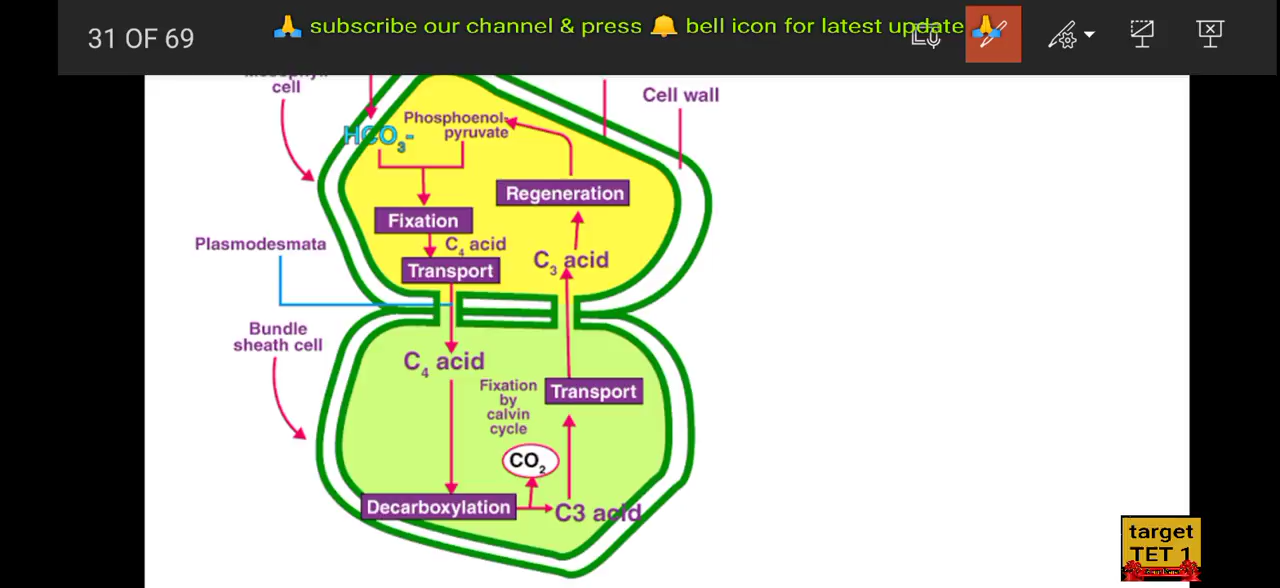 31 OF 69
🙏 subscribe our channel & press 🔔 bell icon for latest update 🙏
cell
Cell wall
Phosphoenol-
pyruvate
HCO3-
Regeneration
Fixation
C4 acid
Plasmodesmata
C3 acid
Transport
Bundle
sheath cell
C4 acid
Fixation
by
calvin
cycle
Transport
CO2
Decarboxylation
C3 acid
target
TET 1